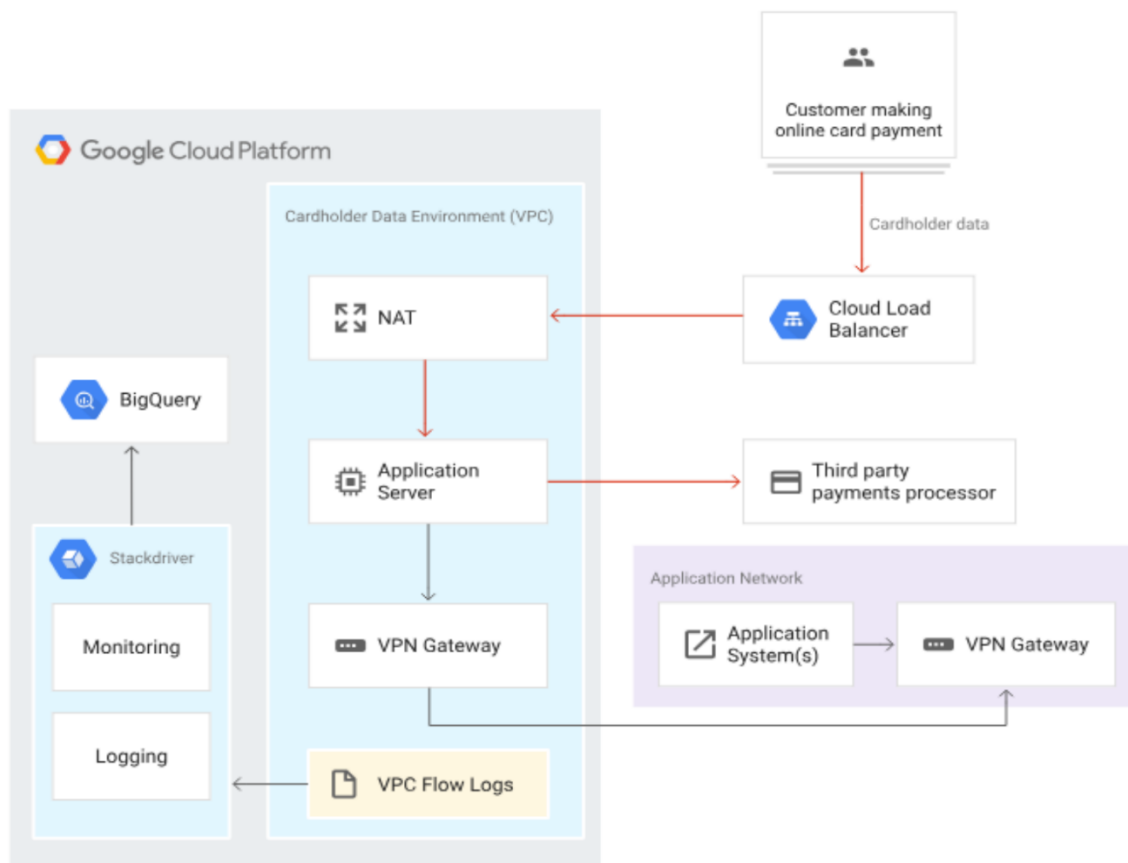 Customer making
online card payment
Google Cloud Platform
Cardholder Data Environment (VPC)
Cardholder data
NAT
Cloud Load
Balancer
BigQuery
Application
Server
Third party
payments processor
Stackdriver
Application Network
Monitoring
VPN Gateway
Application
System(s)
VPN Gateway
Logging
VPC Flow Logs